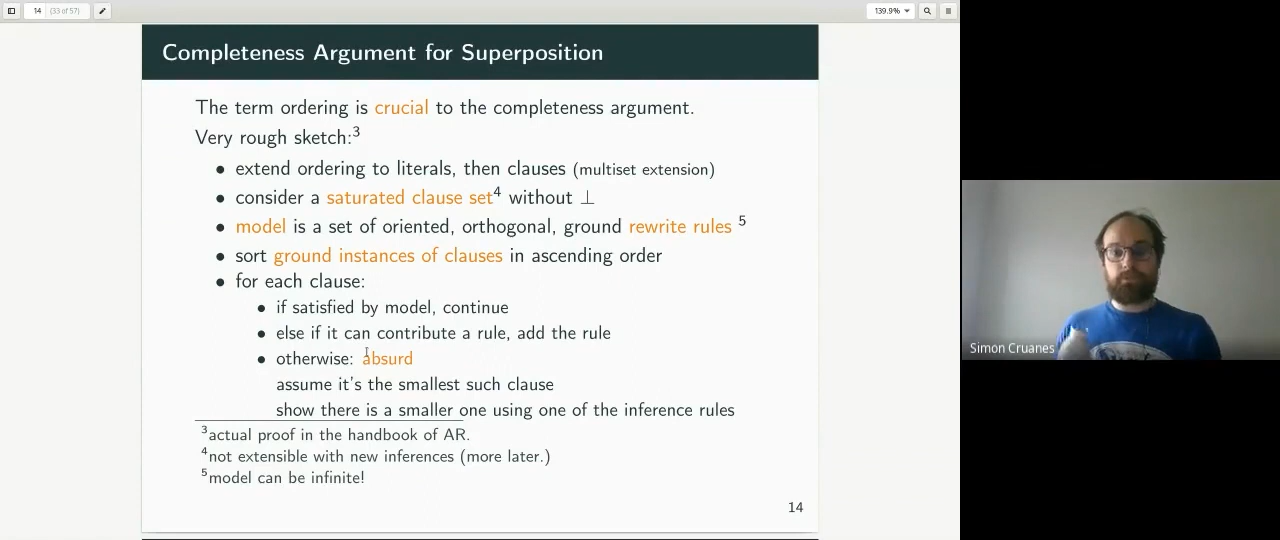 14 (33 of 57) 139.9%
Completeness Argument for Superposition
The term ordering is crucial to the completeness argument.
Very rough sketch:³
• extend ordering to literals, then clauses (multiset extension)
• consider a saturated clause set⁴ without ⊥
• model is a set of oriented, orthogonal, ground rewrite rules ⁵
• sort ground instances of clauses in ascending order
• for each clause:
• if satisfied by model, continue
• else if it can contribute a rule, add the rule
• otherwise: absurd
assume it's the smallest such clause
show there is a smaller one using one of the inference rules
³actual proof in the handbook of AR.
⁴not extensible with new inferences (more later.)
⁵model can be infinite!
14
Simon Cruanes